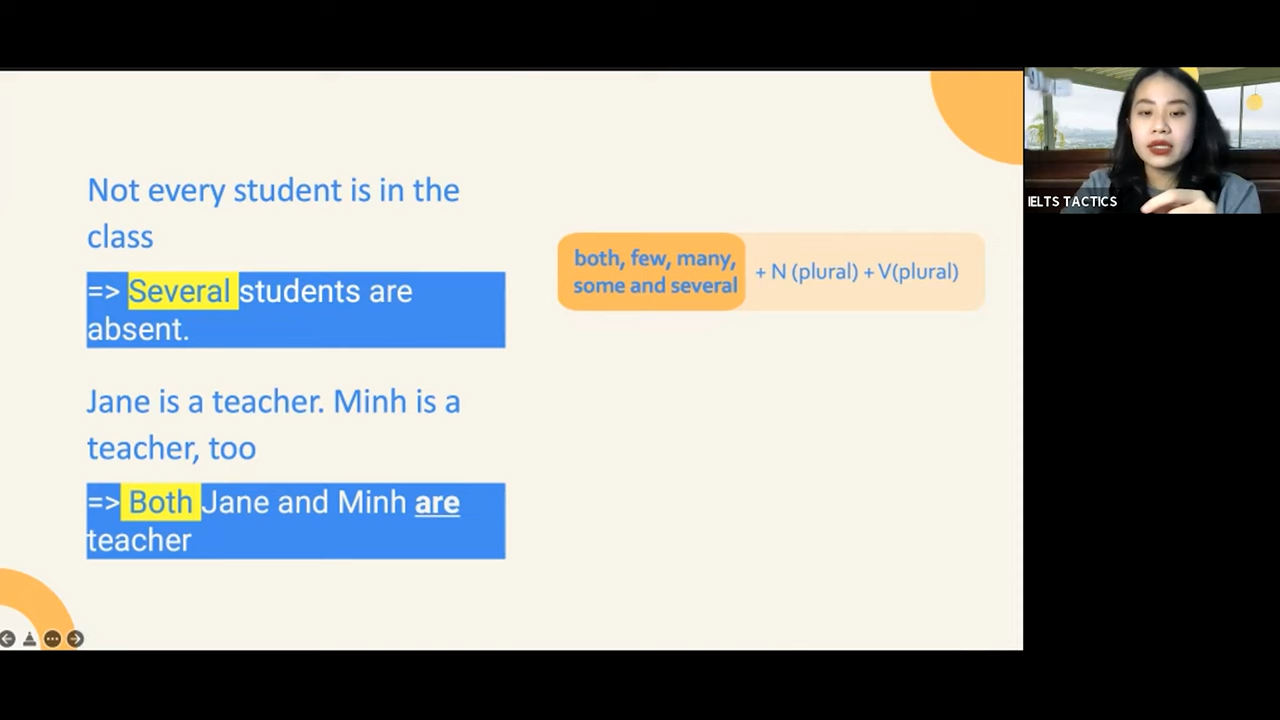 Not every student is in the
class
=> Several students are
absent.
Jane is a teacher. Minh is a
teacher, too
=> Both Jane and Minh are
teacher
both, few, many,
some and several
+ N (plural) + V(plural)
IELTS TACTICS